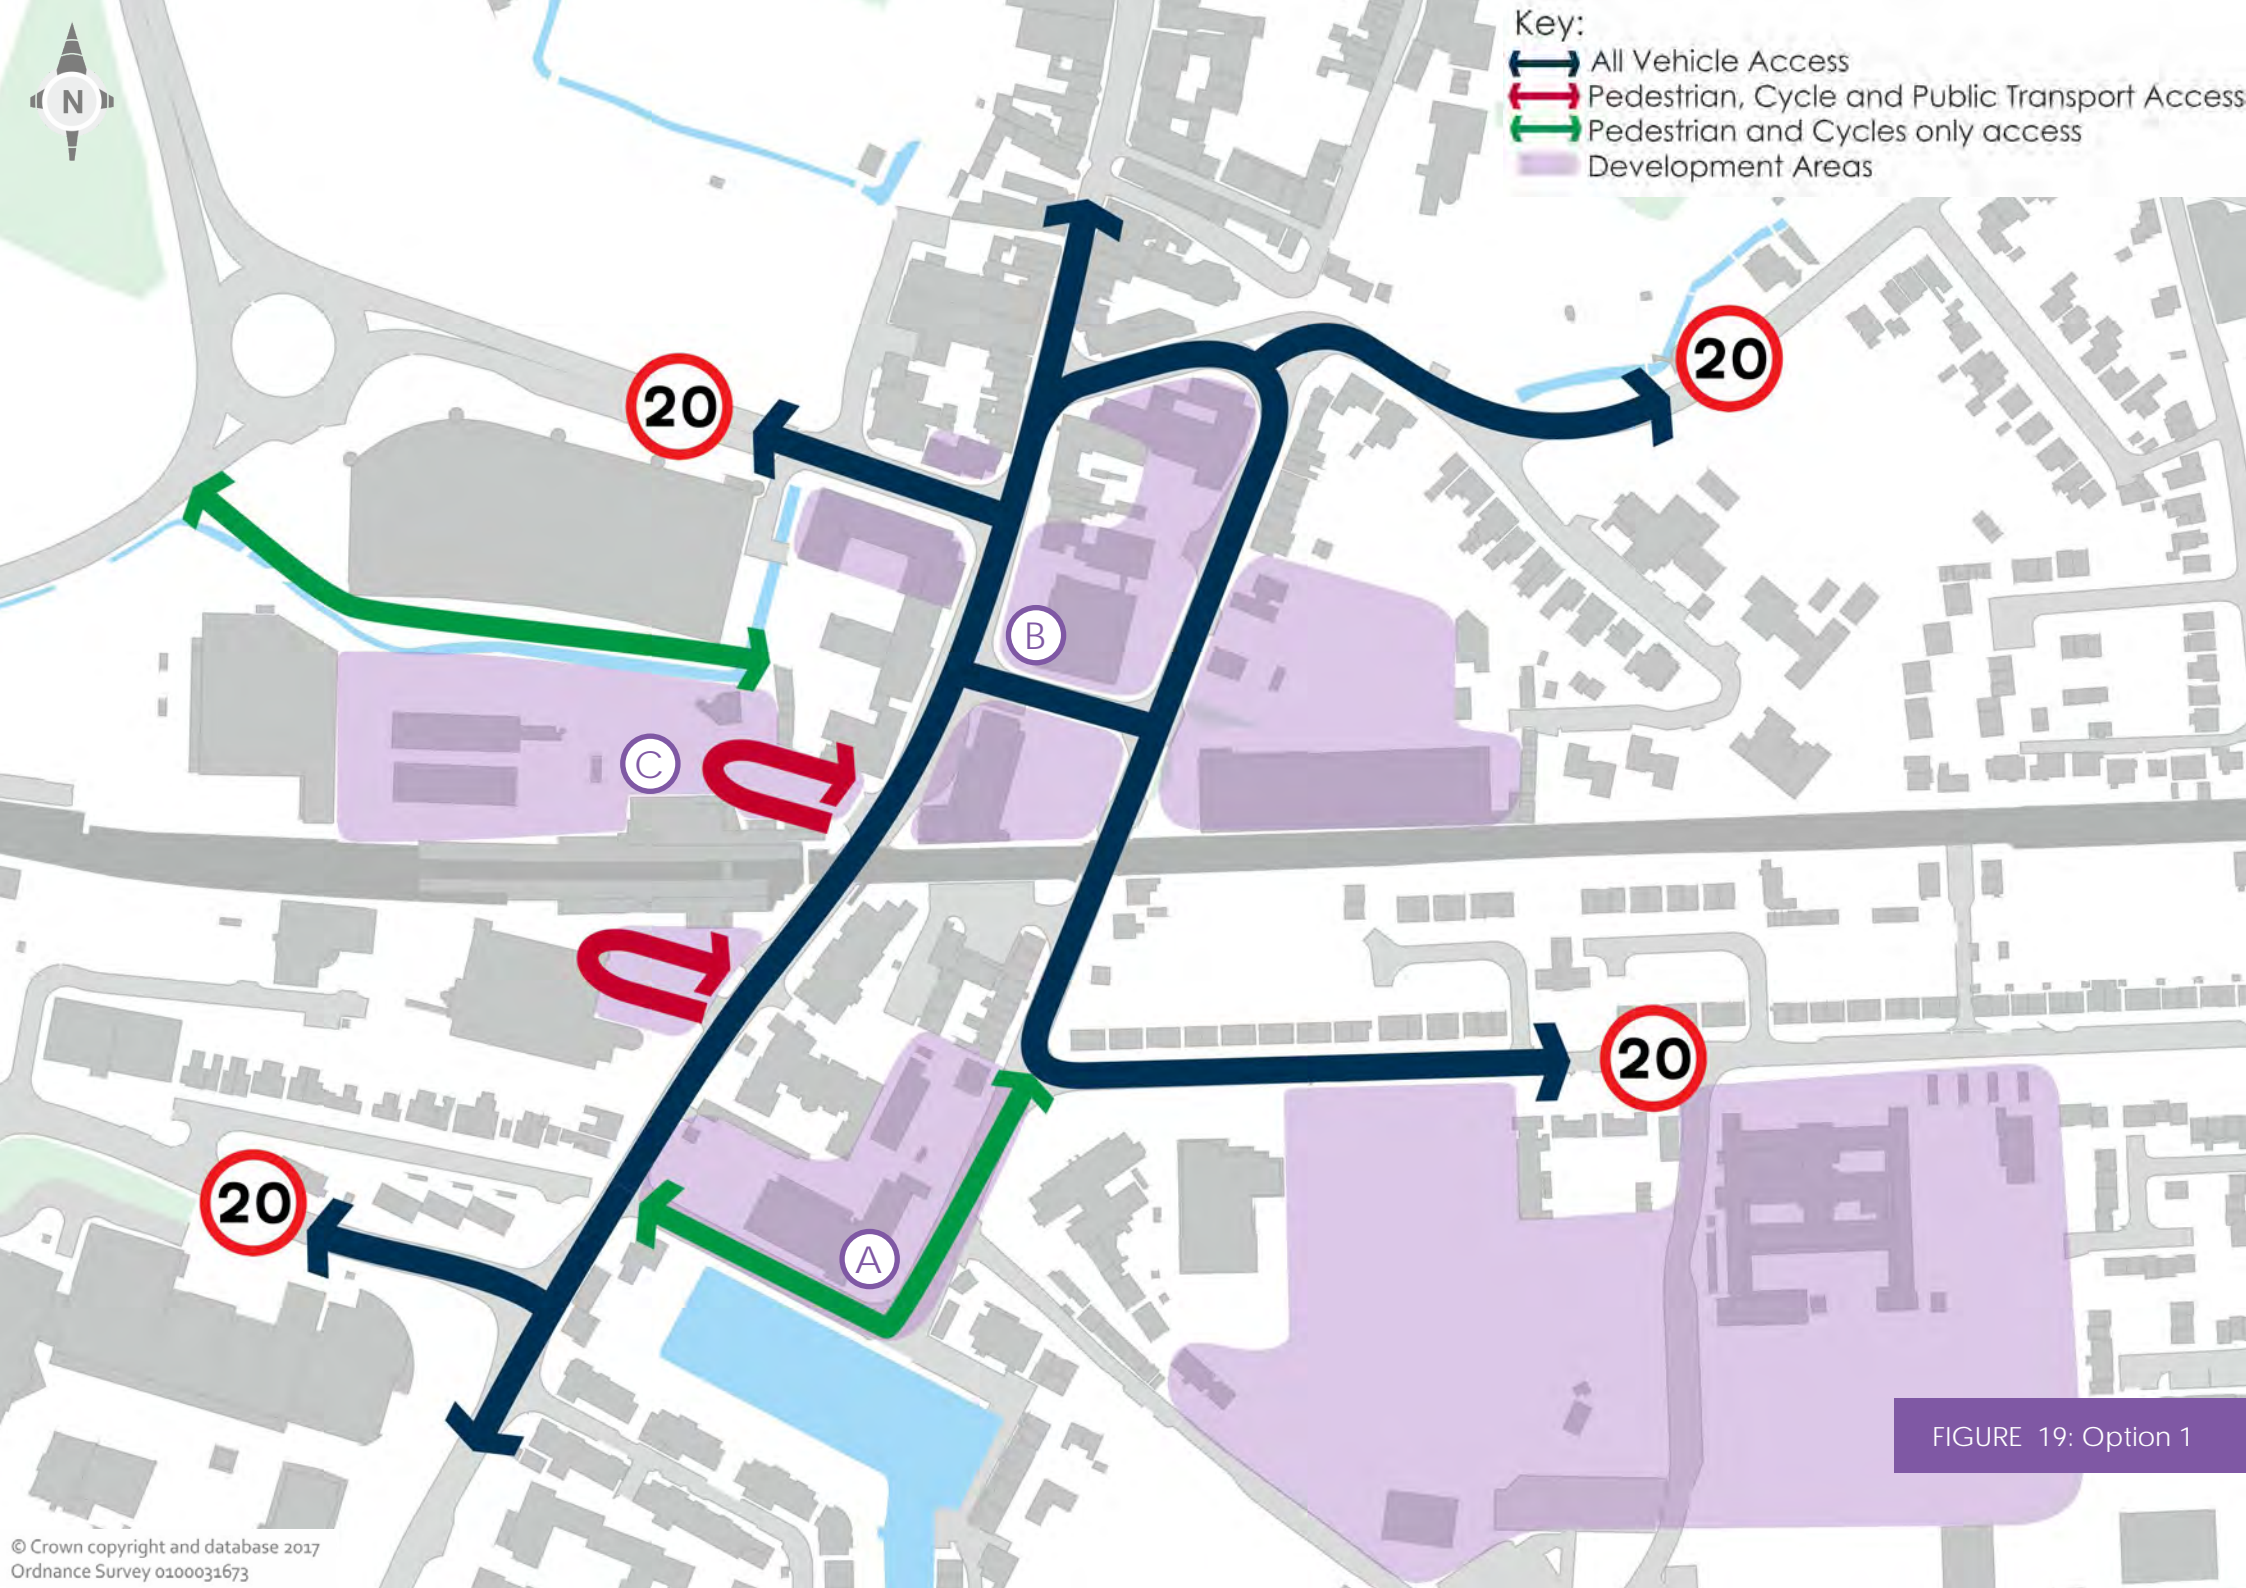 Key:
All Vehicle Access
Pedestrian, Cycle and Public Transport Access
Pedestrian and Cycles only access
Development Areas
N
20
20
B
C
20
20
A
FIGURE 19: Option 1
© Crown copyright and database 2017
Ordnance Survey 0100031673